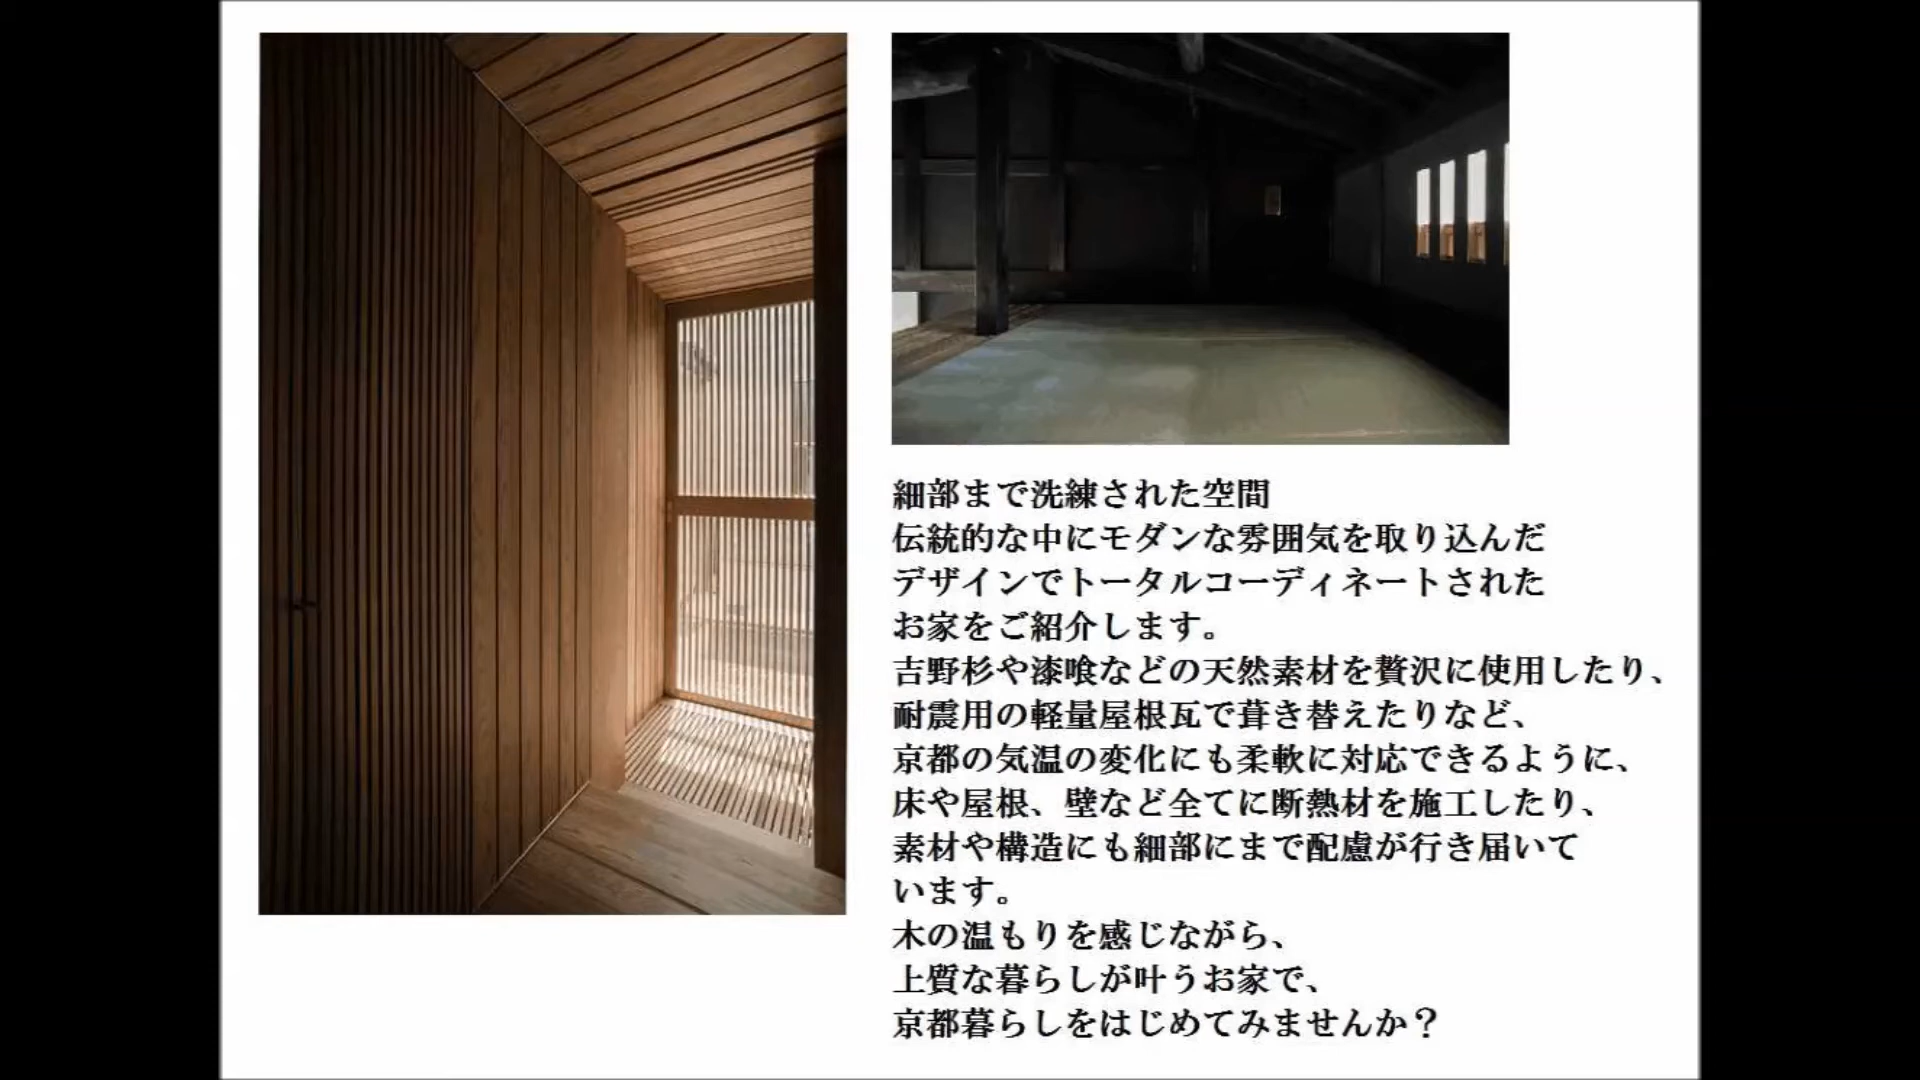 細部まで洗練された空間
伝統的な中にモダンな雰囲気を取り込んだ
デザインでトータルコーディネートされた
お家をご紹介します。
吉野杉や漆喰などの天然素材を贅沢に使用したり、
耐震用の軽量屋根瓦で葺き替えたりなど、
京都の気温の変化にも柔軟に対応できるように、
床や屋根、壁など全てに断熱材を施工したり、
素材や構造にも細部にまで配慮が行き届いて
います。
木の温もりを感じながら、
上質な暮らしが叶うお家で、
京都暮らしをはじめてみませんか？